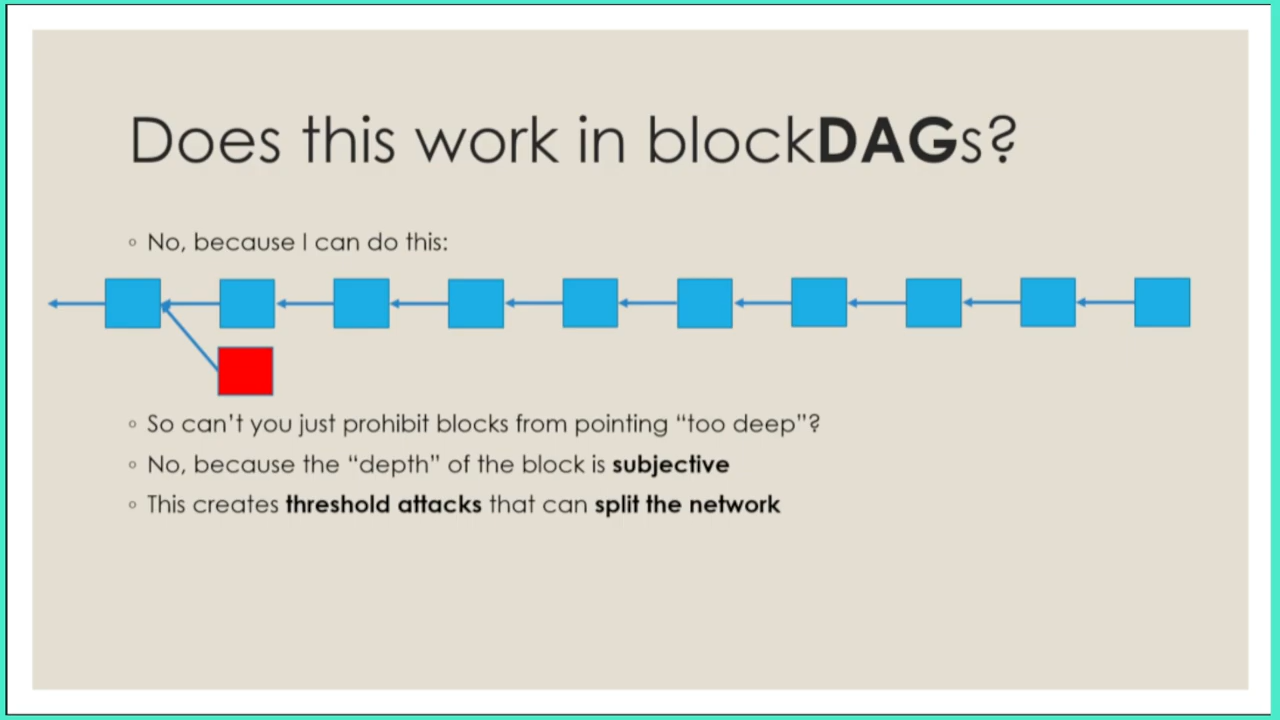 Does this work in blockDAGs?
◦ No, because I can do this:
◦ So can’t you just prohibit blocks from pointing “too deep”?
◦ No, because the “depth” of the block is subjective
◦ This creates threshold attacks that can split the network